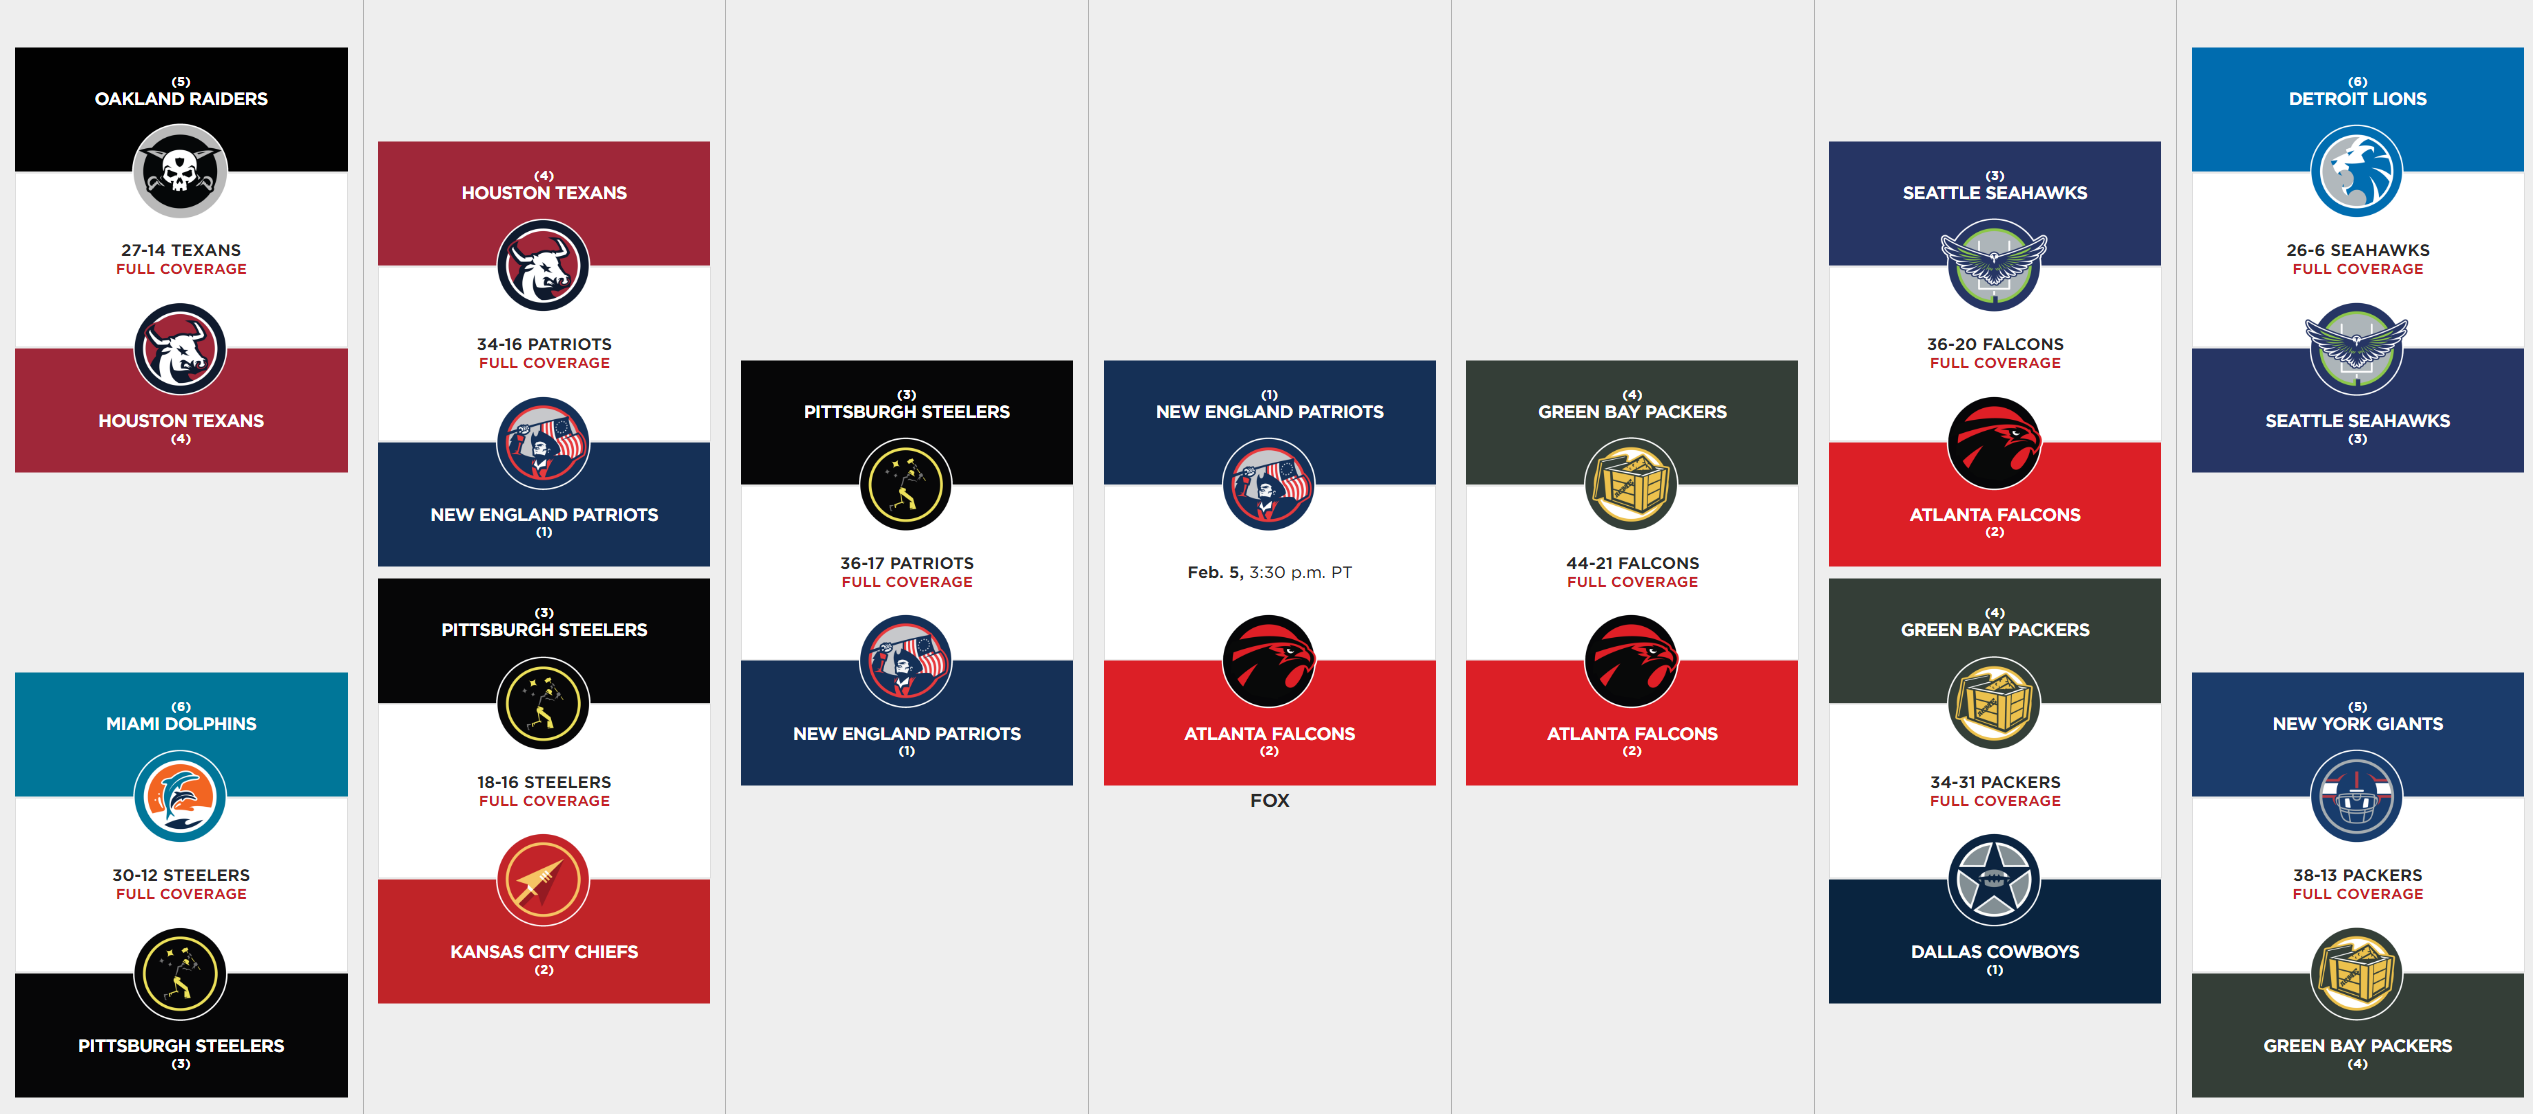 (5)
OAKLAND RAIDERS
27-14 TEXANS
FULL COVERAGE
HOUSTON TEXANS
(4)
(6)
MIAMI DOLPHINS
30-12 STEELERS
FULL COVERAGE
PITTSBURGH STEELERS
(3)
(4)
HOUSTON TEXANS
34-16 PATRIOTS
FULL COVERAGE
NEW ENGLAND PATRIOTS
(1)
(3)
PITTSBURGH STEELERS
18-16 STEELERS
FULL COVERAGE
KANSAS CITY CHIEFS
(2)
(3)
PITTSBURGH STEELERS
36-17 PATRIOTS
FULL COVERAGE
NEW ENGLAND PATRIOTS
(1)
(1)
NEW ENGLAND PATRIOTS
Feb. 5, 3:30 p.m. PT
ATLANTA FALCONS
(2)
FOX
(4)
GREEN BAY PACKERS
44-21 FALCONS
FULL COVERAGE
ATLANTA FALCONS
(2)
(3)
SEATTLE SEAHAWKS
36-20 FALCONS
FULL COVERAGE
ATLANTA FALCONS
(2)
(4)
GREEN BAY PACKERS
34-31 PACKERS
FULL COVERAGE
DALLAS COWBOYS
(1)
(6)
DETROIT LIONS
26-6 SEAHAWKS
FULL COVERAGE
SEATTLE SEAHAWKS
(3)
(5)
NEW YORK GIANTS
38-13 PACKERS
FULL COVERAGE
GREEN BAY PACKERS
(4)